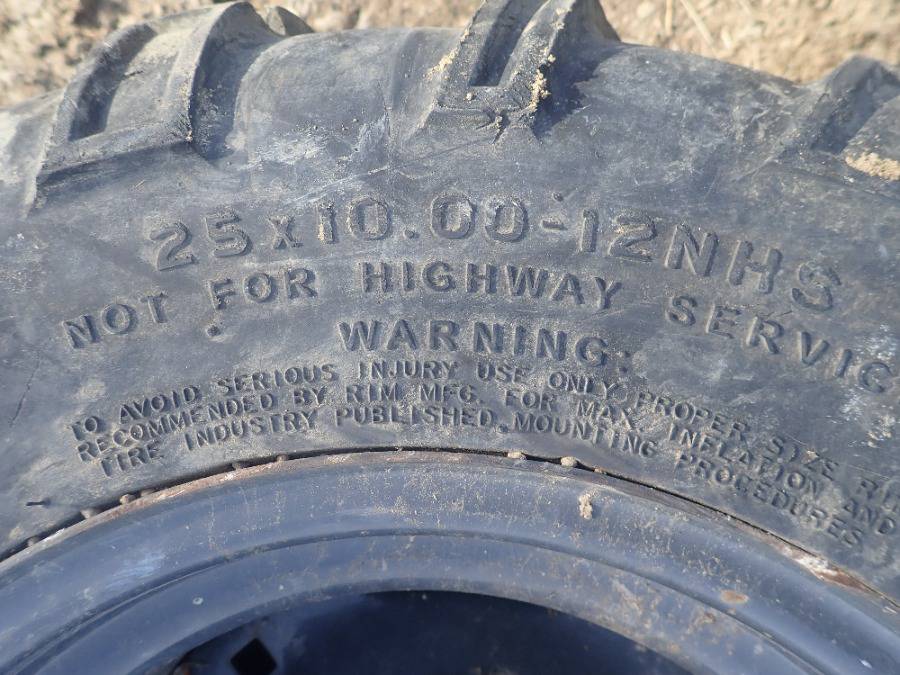 25x10.00-12NHS
NOT FOR HIGHWAY SERVIC
WARNING:
TO AVOID SERIOUS INJURY USE ONLY PROPER SIZE
RECOMMENDED BY RIM MFG. FOR MAX. INFLATION AND
TIRE INDUSTRY PUBLISHED MOUNTING PROCEDURES